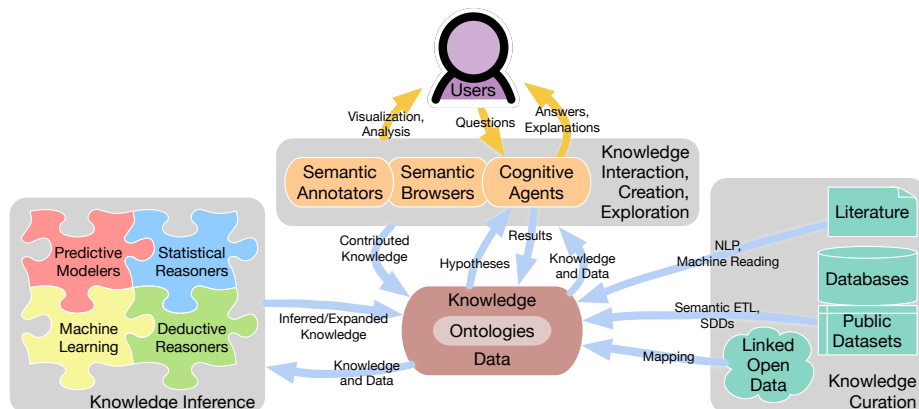 Users
Visualization,
Analysis
Questions
Answers,
Explanations
Semantic
Annotators
Semantic
Browsers
Cognitive
Agents
Knowledge
Interaction,
Creation,
Exploration
Predictive
Modelers
Statistical
Reasoners
Machine
Learning
Deductive
Reasoners
Knowledge Inference
Contributed
Knowledge
Hypotheses
Results
Knowledge
and Data
Inferred/Expanded
Knowledge
Knowledge
and Data
Knowledge
Ontologies
Data
NLP,
Machine Reading
Semantic ETL,
SDDs
Mapping
Literature
Databases
Public
Datasets
Linked
Open
Data
Knowledge
Curation